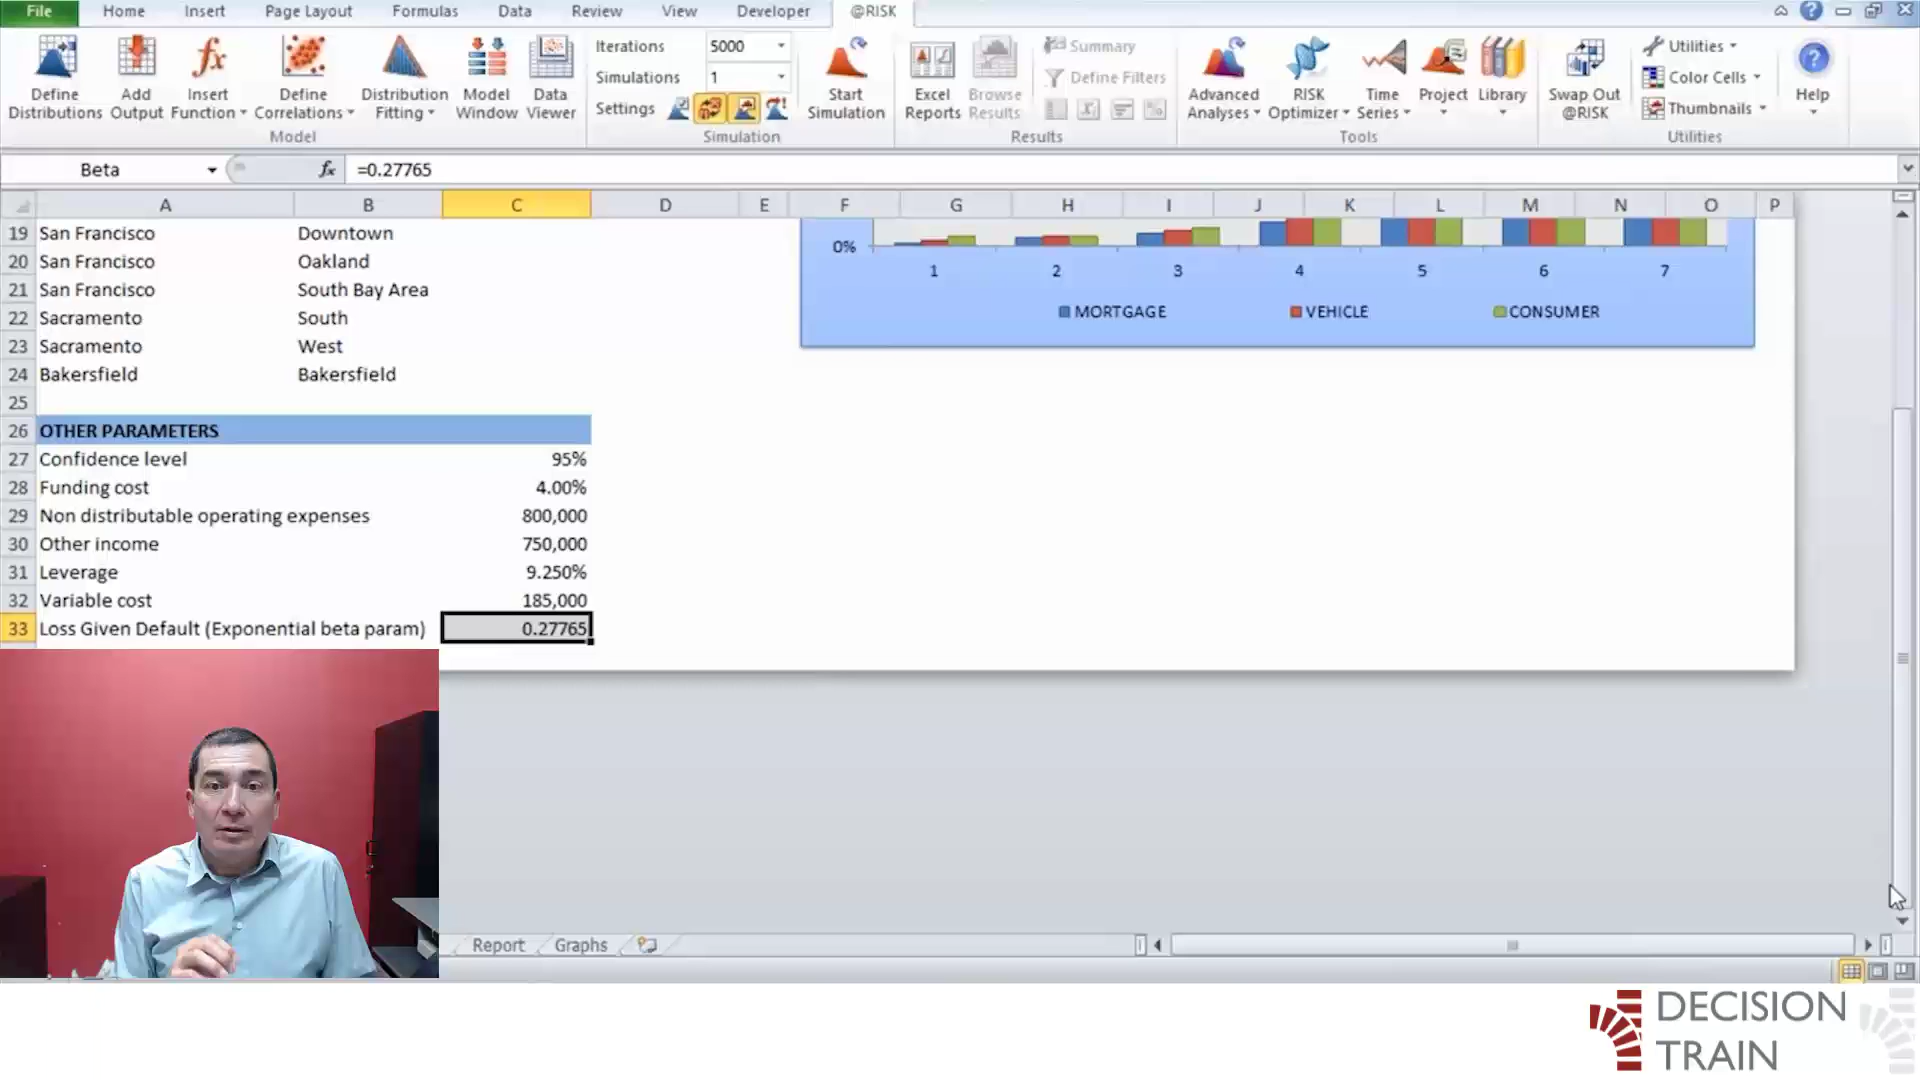 File Home Insert Page Layout Formulas Data Review View Developer @RISK
Define Distributions
Add Output
Insert Function
Define Correlations
Distribution Fitting
Model Window
Data Viewer
Model
Iterations 5000
Simulations 1
Settings
Start Simulation
Simulation
Excel Reports
Browse Results
Summary
Define Filters
Results
Advanced Analyses
RISK Optimizer
Time Series
Project
Library
Tools
Swap Out @RISK
Utilities
Color Cells
Thumbnails
Utilities
Help
Beta fx =0.27765
A B C D E F G H I J K L M N O P
19 San Francisco Downtown
20 San Francisco Oakland
21 San Francisco South Bay Area
22 Sacramento South
23 Sacramento West
24 Bakersfield Bakersfield
25
26 OTHER PARAMETERS
27 Confidence level 95%
28 Funding cost 4.00%
29 Non distributable operating expenses 800,000
30 Other income 750,000
31 Leverage 9.250%
32 Variable cost 185,000
33 Loss Given Default (Exponential beta param) 0.27765
0%
1 2 3 4 5 6 7
MORTGAGE VEHICLE CONSUMER
Report Graphs
DECISION
TRAIN